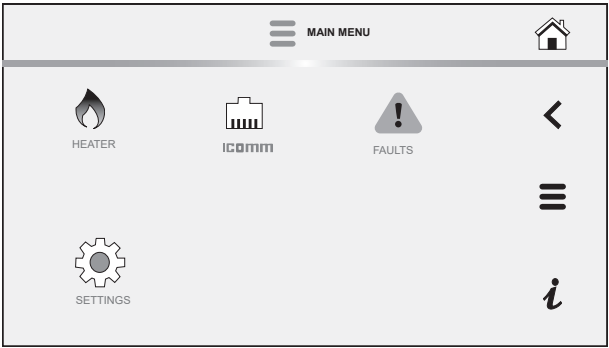 MAIN MENU
HEATER
ICOMM
FAULTS
SETTINGS
i